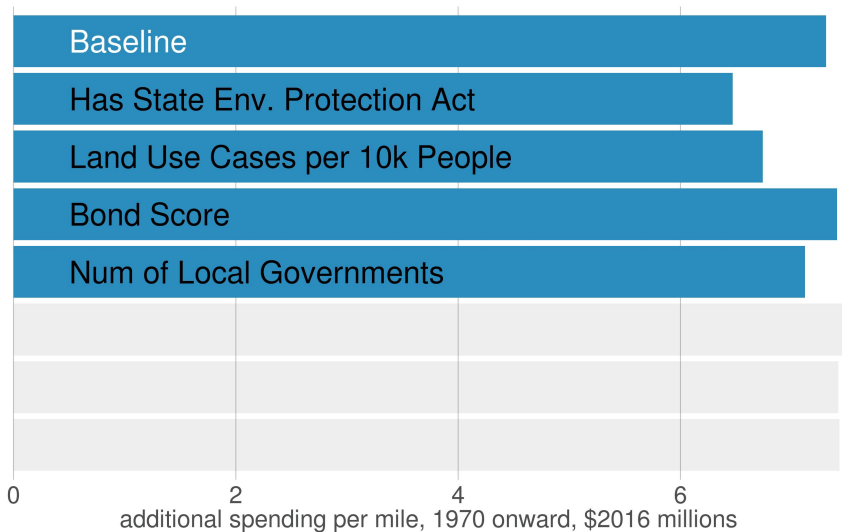 Baseline
Has State Env. Protection Act
Land Use Cases per 10k People
Bond Score
Num of Local Governments
0 2 4 6
additional spending per mile, 1970 onward, $2016 millions